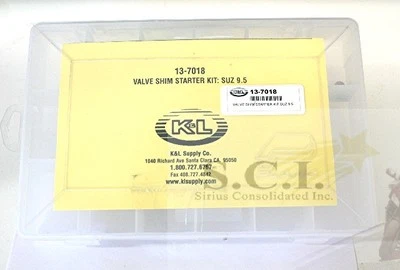 13-7018
VALVE SHIM STARTER KIT: SUZ 9.5
K&L
13-7018
VALVE SHIM STARTER KIT SUZ 9.5
K&L
K&L Supply Co.
1040 Richard Ave Santa Clara CA. 95050
1.800.727.6767
Fax 408.727.4842
www.klsupply.com
S.C.I.
Sirius Consolidated Inc.